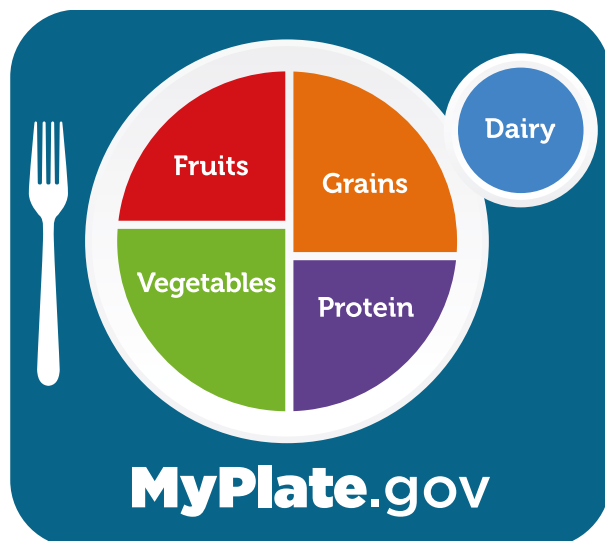 Fruits
Grains
Dairy
Vegetables
Protein
MyPlate.gov